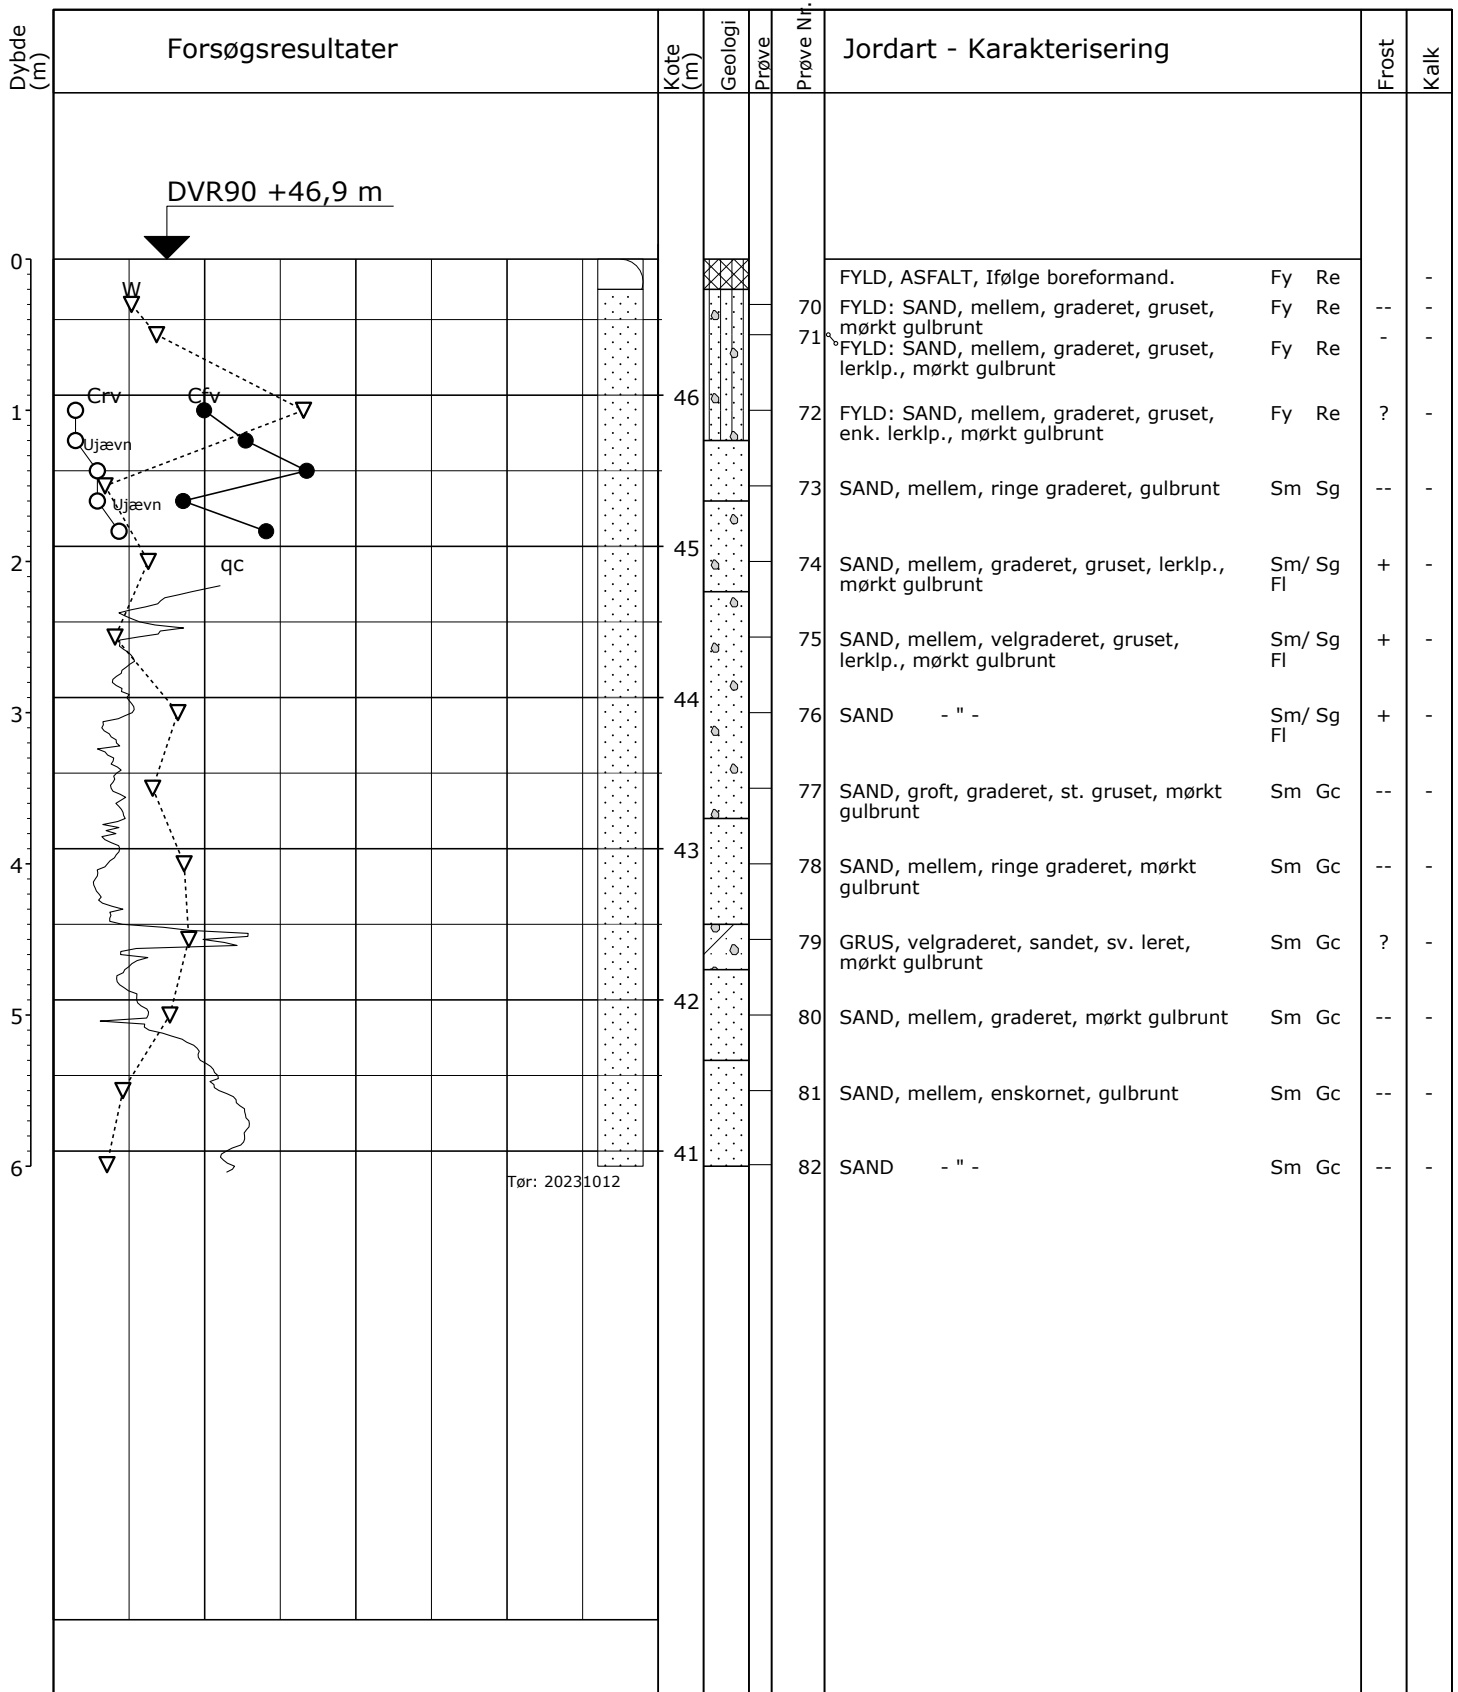 Dybde (m)
Forsøgsresultater
Kote (m)
Geologi
Prøve
Prøve Nr.
Jordart - Karakterisering
Frost
Kalk
DVR90 +46,9 m
0
W
FYLD, ASFALT, Ifølge boreformand. Fy Re -
70 FYLD: SAND, mellem, graderet, gruset, Fy Re -- -
mørkt gulbrunt
71 - -
FYLD: SAND, mellem, graderet, gruset, Fy Re
lerklp., mørkt gulbrunt
Crv Cfv 46
1 72 FYLD: SAND, mellem, graderet, gruset, Fy Re ? -
enk. lerklp., mørkt gulbrunt
Ujævn
73 SAND, mellem, ringe graderet, gulbrunt Sm Sg -- -
Ujævn
45
2 qc 74 SAND, mellem, graderet, gruset, lerklp., Sm/ Sg + -
mørkt gulbrunt Fl
75 SAND, mellem, velgraderet, gruset, Sm/ Sg + -
lerklp., mørkt gulbrunt Fl
44
3 76 SAND - " - Sm/ Sg + -
Fl
77 SAND, groft, graderet, st. gruset, mørkt Sm Gc -- -
gulbrunt
43
4 78 SAND, mellem, ringe graderet, mørkt Sm Gc -- -
gulbrunt
79 GRUS, velgraderet, sandet, sv. leret, Sm Gc ? -
mørkt gulbrunt
42
5 80 SAND, mellem, graderet, mørkt gulbrunt Sm Gc -- -
81 SAND, mellem, enskornet, gulbrunt Sm Gc -- -
41
6 82 SAND - " - Sm Gc -- -
Tør: 20231012